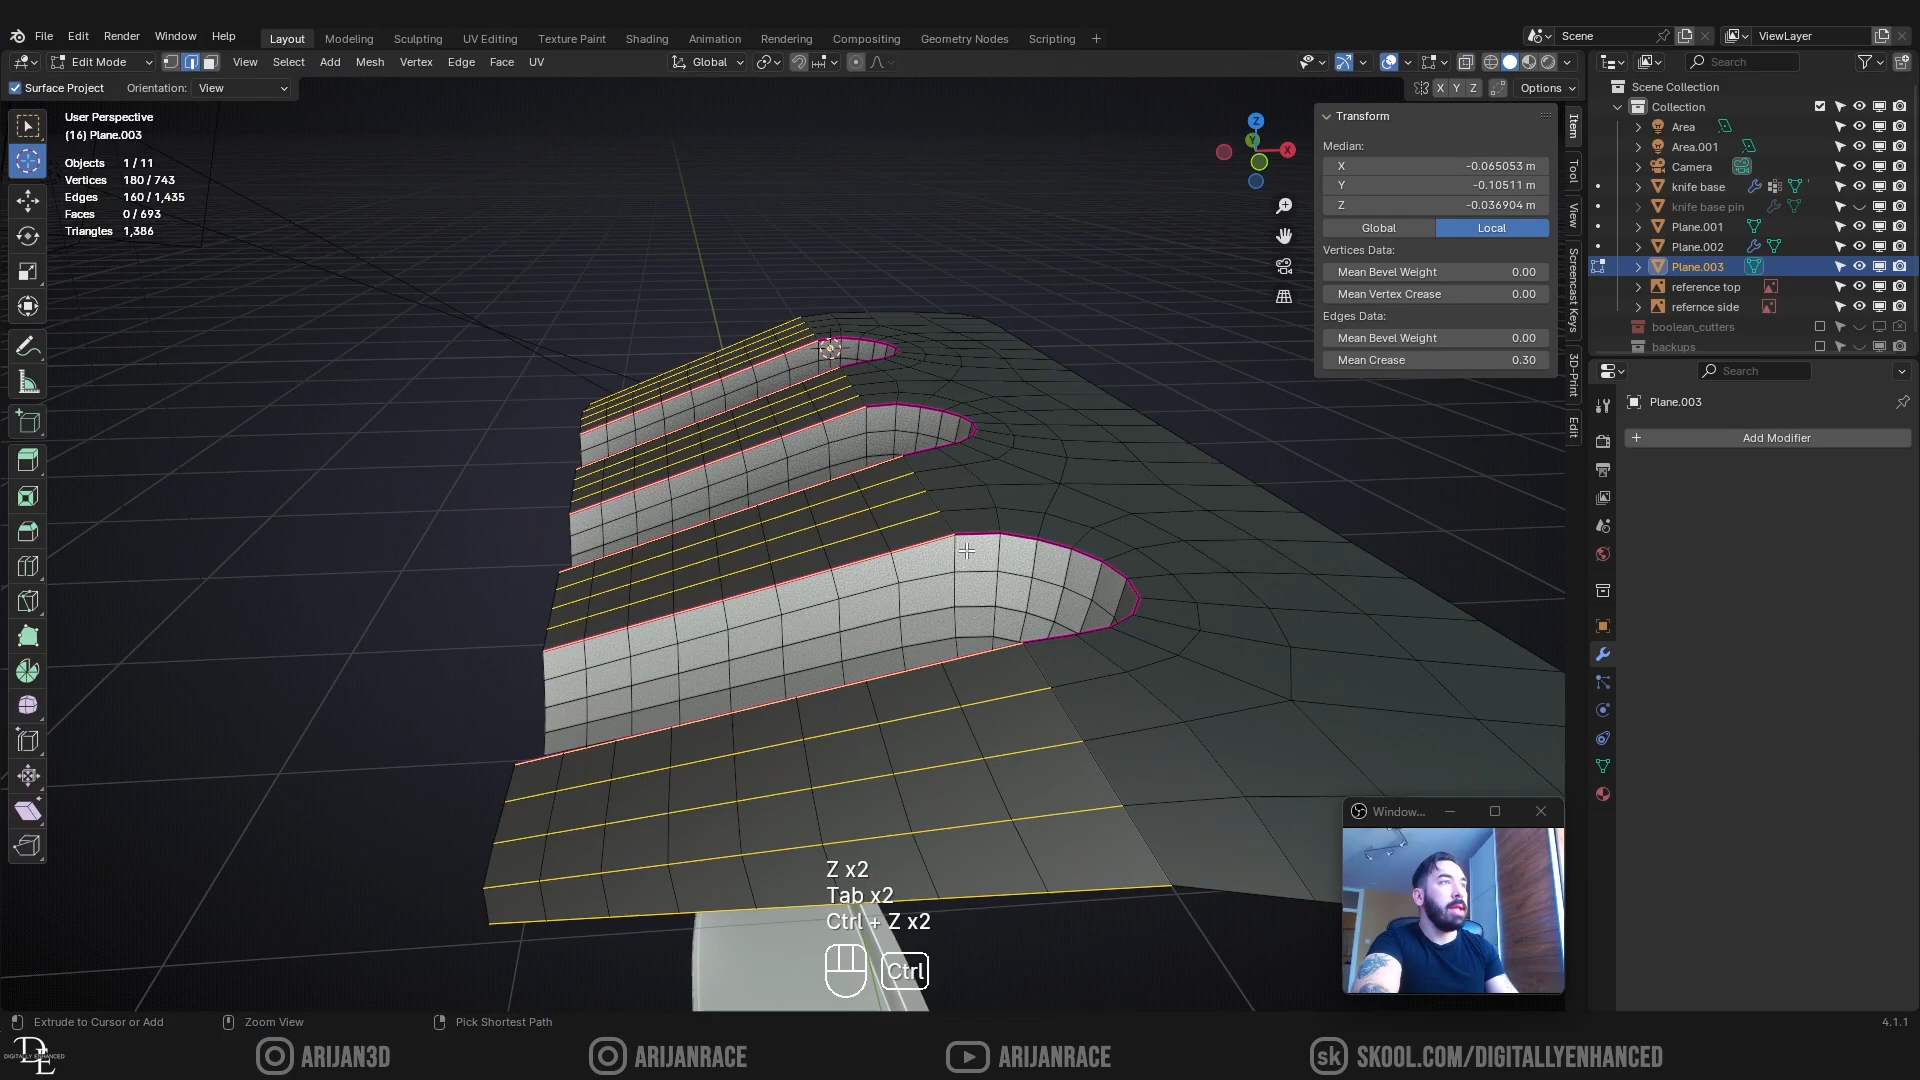 File Edit Render Window Help Layout Modeling Sculpting UV Editing Texture Paint Shading Animation Rendering Compositing Geometry Nodes Scripting + Scene ViewLayer
Edit Mode View Select Add Mesh Vertex Edge Face UV Global Search
Surface Project Orientation: View X Y Z Options
User Perspective
(16) Plane.003
Objects 1 / 11
Vertices 180 / 743
Edges 160 / 1,435
Faces 0 / 693
Triangles 1,386
Z
Y
X
Transform
Median:
X -0.065053 m
Y -0.10511 m
Z -0.036904 m
Global Local
Vertices Data:
Mean Bevel Weight 0.00
Mean Vertex Crease 0.00
Edges Data:
Mean Bevel Weight 0.00
Mean Crease 0.30
Item
Tool
View
Screencast Keys
3D-Print
Edit
Scene Collection
Collection
Area
Area.001
Camera
knife base
knife base pin
Plane.001
Plane.002
Plane.003
reference top
refernce side
boolean_cutters
backups
Search
Plane.003
+ Add Modifier
Window...
Z x2
Tab x2
Ctrl + Z x2
Ctrl
Extrude to Cursor or Add Zoom View Pick Shortest Path 4.1.1
DIGITALLY ENHANCED
ARIJAN3D ARIJANRACE ARIJANRACE sk SKOOL.COM/DIGITALLYENHANCED